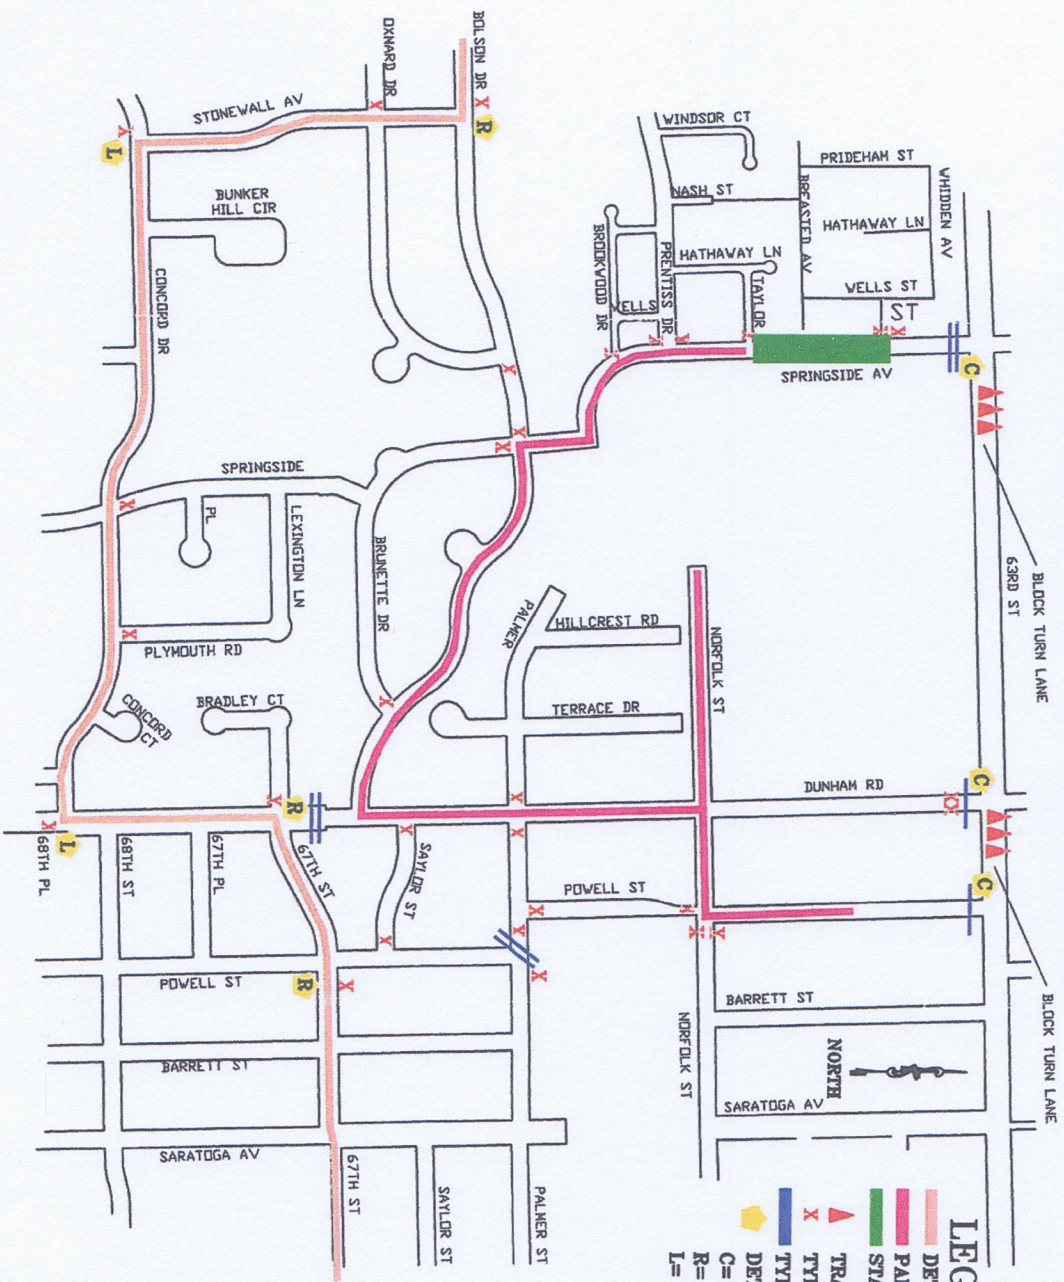 BOLSON DR
OXNARD DR
STONEWALL AV
R
L
BUNKER
HILL CIR
CONCORD DR
WINDSOR CT
NASH ST
PRIDEHAM ST
WHIDDEN AV
HATHAWAY LN
BREASTED AV
WELLS ST
ST
HATHAWAY LN
PRENTISS DR
BROOKWOOD DR
WELLS
TAYLOR
SPRINGSIDE AV
C
BLOCK TURN LANE
63RD ST
SPRINGSIDE
PL
LEXINGTON LN
BRUNETTE DR
PLYMOUTH RD
PALMER
HILLCREST RD
NORFOLK ST
TERRACE DR
BRADLEY CT
CONCORD
CT
DUNHAM RD
C
R
L
68TH PL
68TH ST
67TH PL
67TH ST
SAYLOR ST
POWELL ST
C
BLOCK TURN LANE
R
POWELL ST
BARRETT ST
BARRETT ST
NORFOLK ST
NORTH
SARATOGA AV
SARATOGA AV
67TH ST
SAYLOR ST
PALMER ST
C=
R=
L=